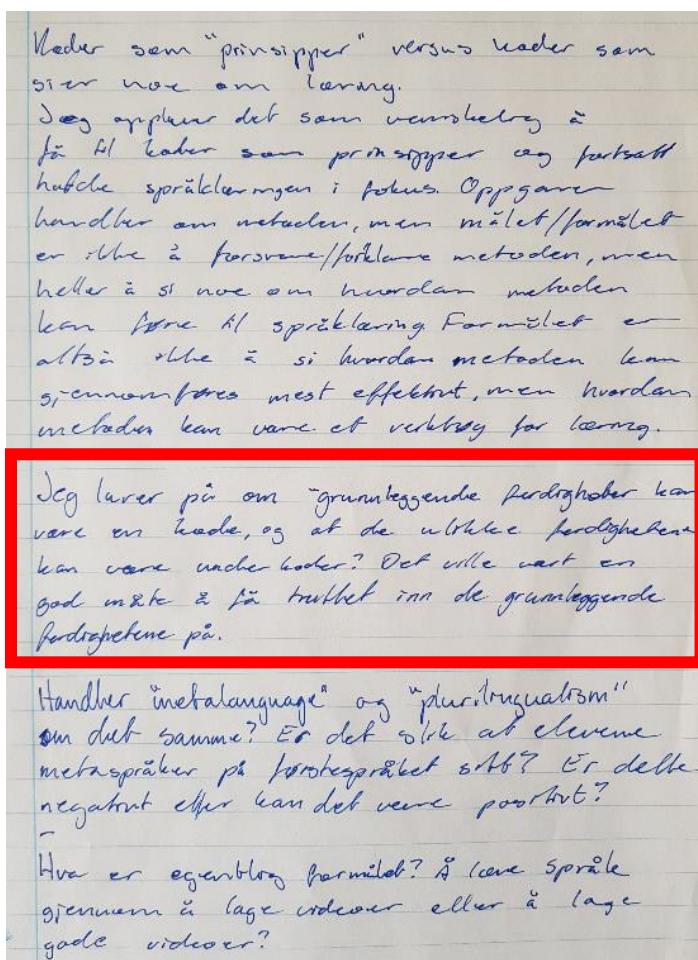 Koder som "prinsipper" versus koder som
sier noe om læring.
Jeg opplever det som vanskelig å
få til koder som prinsipper og fortsatt
holde språklæringen i fokus. Oppgaven
handler om metoden, men målet/formålet
er ikke å forsvare/forklare metoden, men
heller å si noe om hvordan metoden
kan føre til språklæring. Formålet er
altså ikke å si hvordan metoden kan
gjennomføres mest effektivt, men hvordan
metoden kan være et verktøy for læring.
Jeg lurer på om "grunnleggende ferdigheter kan
være en kode, og at de ulike ferdighetene
kan være underkoder? Det ville vært en
god måte å få trukket inn de grunnleggende
ferdighetene på.
Handler "metalanguage" og "plurilingualism"
om det samme? Er det slik at elevene
metaspråker på førstespråket sitt? Er dette
negativt eller kan det være positivt?
-
Hva er egentlig formålet? Å lære språk
gjennom å lage videoer eller å lage
gode videoer?